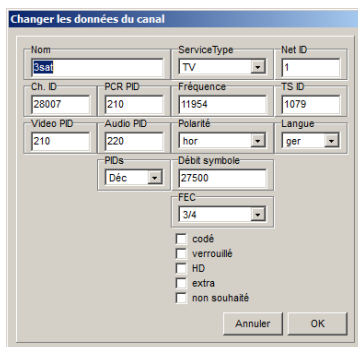 Changer les données du canal
Nom ServiceType Net ID
3sat TV 1
Ch. ID PCR PID Fréquence TS ID
28007 210 11954 1079
Video PID Audio PID Polarité Langue
210 220 hor ger
PIDs Débit symbole
Déc 27500
FEC
3/4
codé
verrouillé
HD
extra
non souhaité
Annuler OK